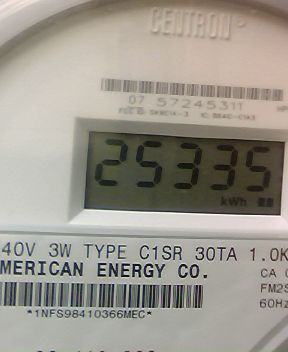 CENTRON
07 57245311
25335
kWh
40V 3W TYPE C1SR 30TA 1.0K
MERICAN ENERGY CO.
CA
FM2S
60Hz
*1NFS98410366MEC*